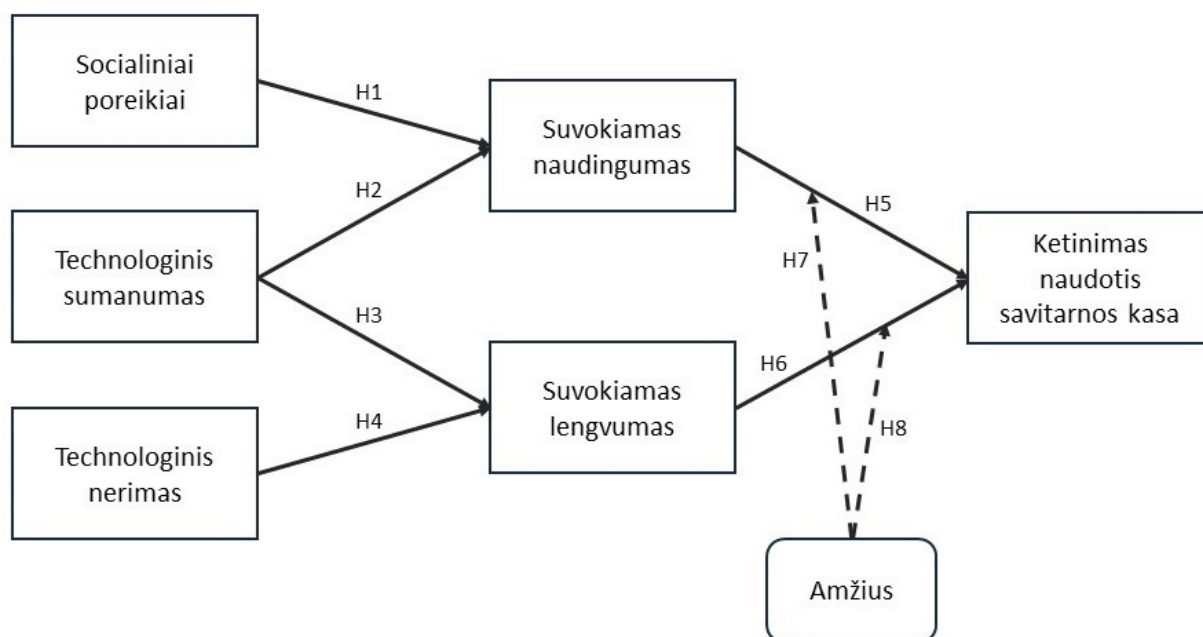 Socialiniai
poreikiai
H1
Suvokiamas
naudingumas
H2
Technologinis
sumanumas
H3
Technologinis
nerimas
H4
Suvokiamas
lengvumas
H5
H7
Ketinimas
naudotis
savitarnos kasa
H6
H8
Amžius